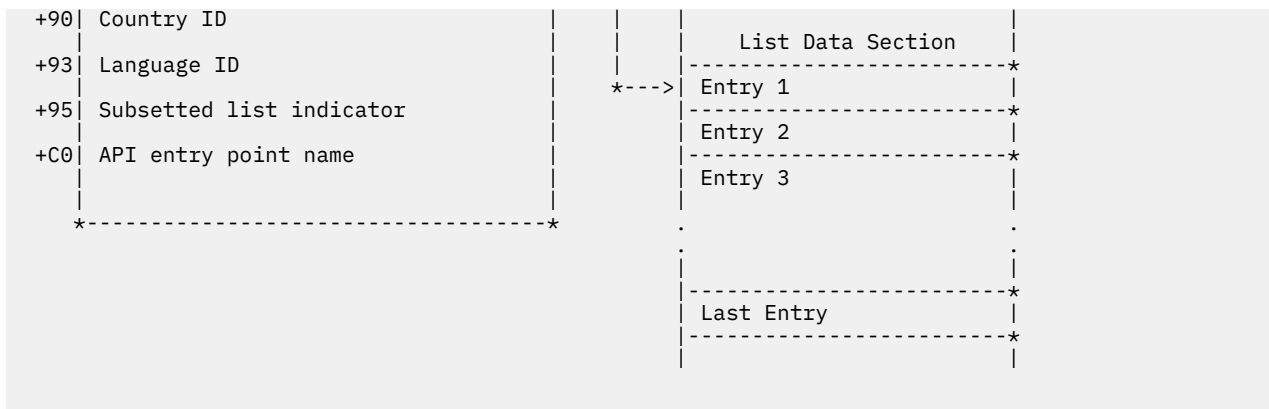 +90| Country ID
List Data Section
+93| Language ID
*--->| Entry 1
+95| Subsetted list indicator
Entry 2
+C0| API entry point name
Entry 3
*------------------------------------*
.
.
.
.
|-------------------------*
Last Entry
|-------------------------*